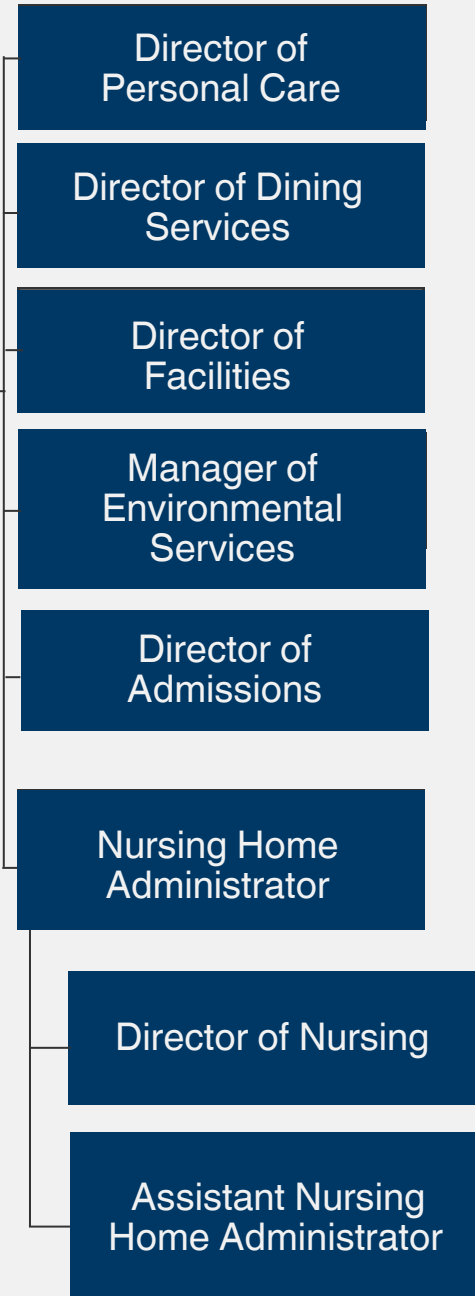 Director of
Personal Care
Director of Dining
Services
Director of
Facilities
Manager of
Environmental
Services
Director of
Admissions
Nursing Home
Administrator
Director of Nursing
Assistant Nursing
Home Administrator